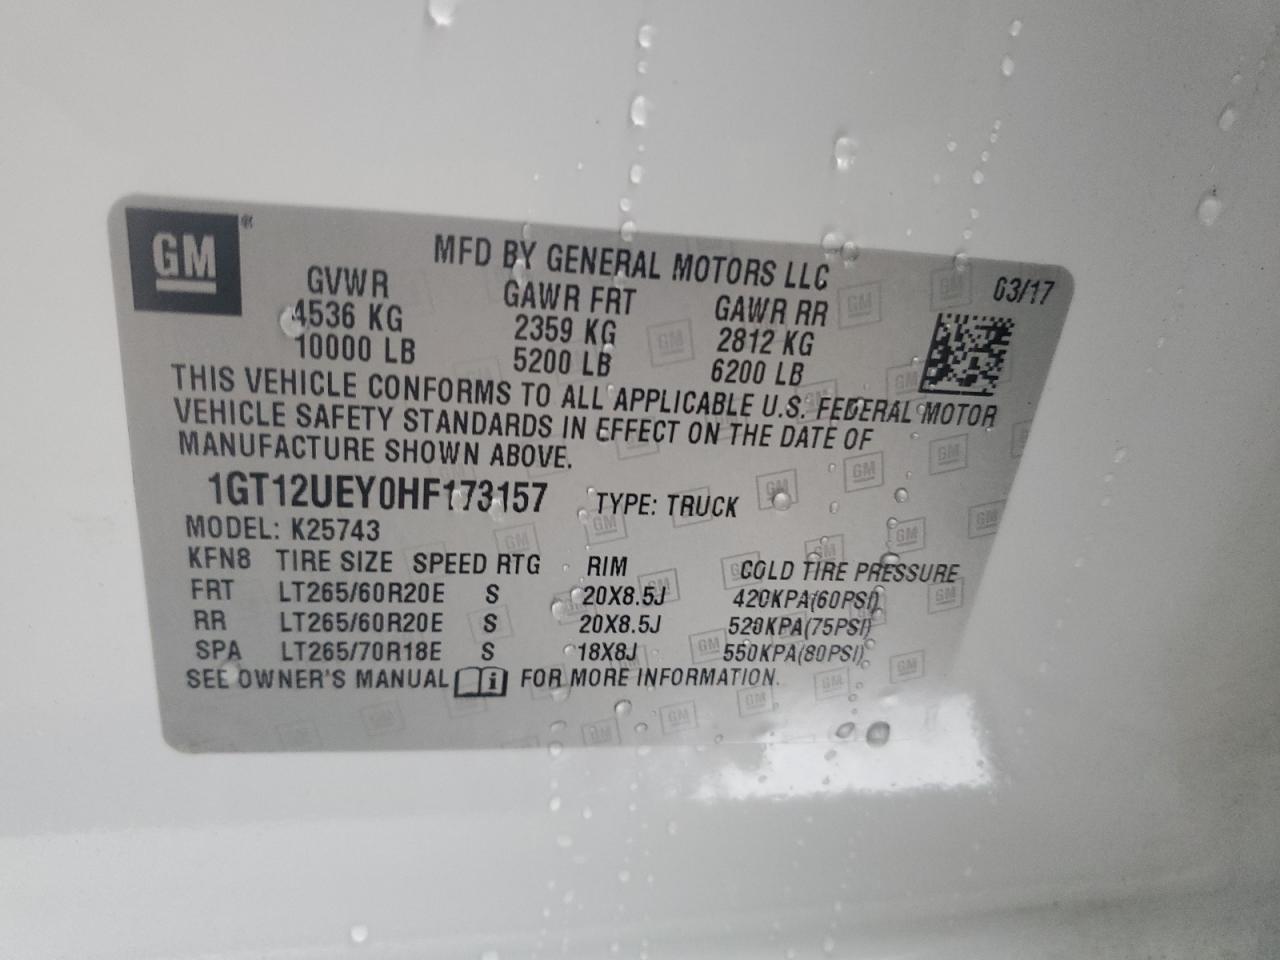 GM ®
MFD BY GENERAL MOTORS LLC
03/17
GVWR GAWR FRT GAWR RR
4536 KG 2359 KG 2812 KG
10000 LB 5200 LB 6200 LB
THIS VEHICLE CONFORMS TO ALL APPLICABLE U.S. FEDERAL MOTOR
VEHICLE SAFETY STANDARDS IN EFFECT ON THE DATE OF
MANUFACTURE SHOWN ABOVE.
1GT12UEY0HF173157 TYPE: TRUCK
MODEL: K25743
KFN8 TIRE SIZE SPEED RTG RIM COLD TIRE PRESSURE
FRT LT265/60R20E S 20X8.5J 420KPA(60PSI)
RR LT265/60R20E S 20X8.5J 520KPA(75PSI)
SPA LT265/70R18E S 18X8J 550KPA(80PSI)
SEE OWNER'S MANUAL i FOR MORE INFORMATION.